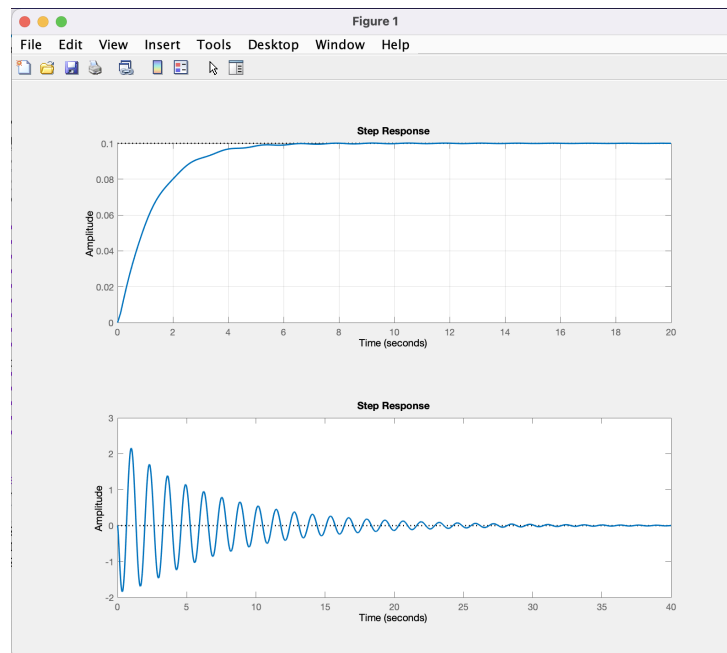 Figure 1
File Edit View Insert Tools Desktop Window Help
Step Response
Amplitude
0.1
0.08
0.06
0.04
0.02
0
0 2 4 6 8 10 12 14 16 18 20
Time (seconds)
Step Response
Amplitude
3
2
1
0
-1
-2
0 5 10 15 20 25 30 35 40
Time (seconds)